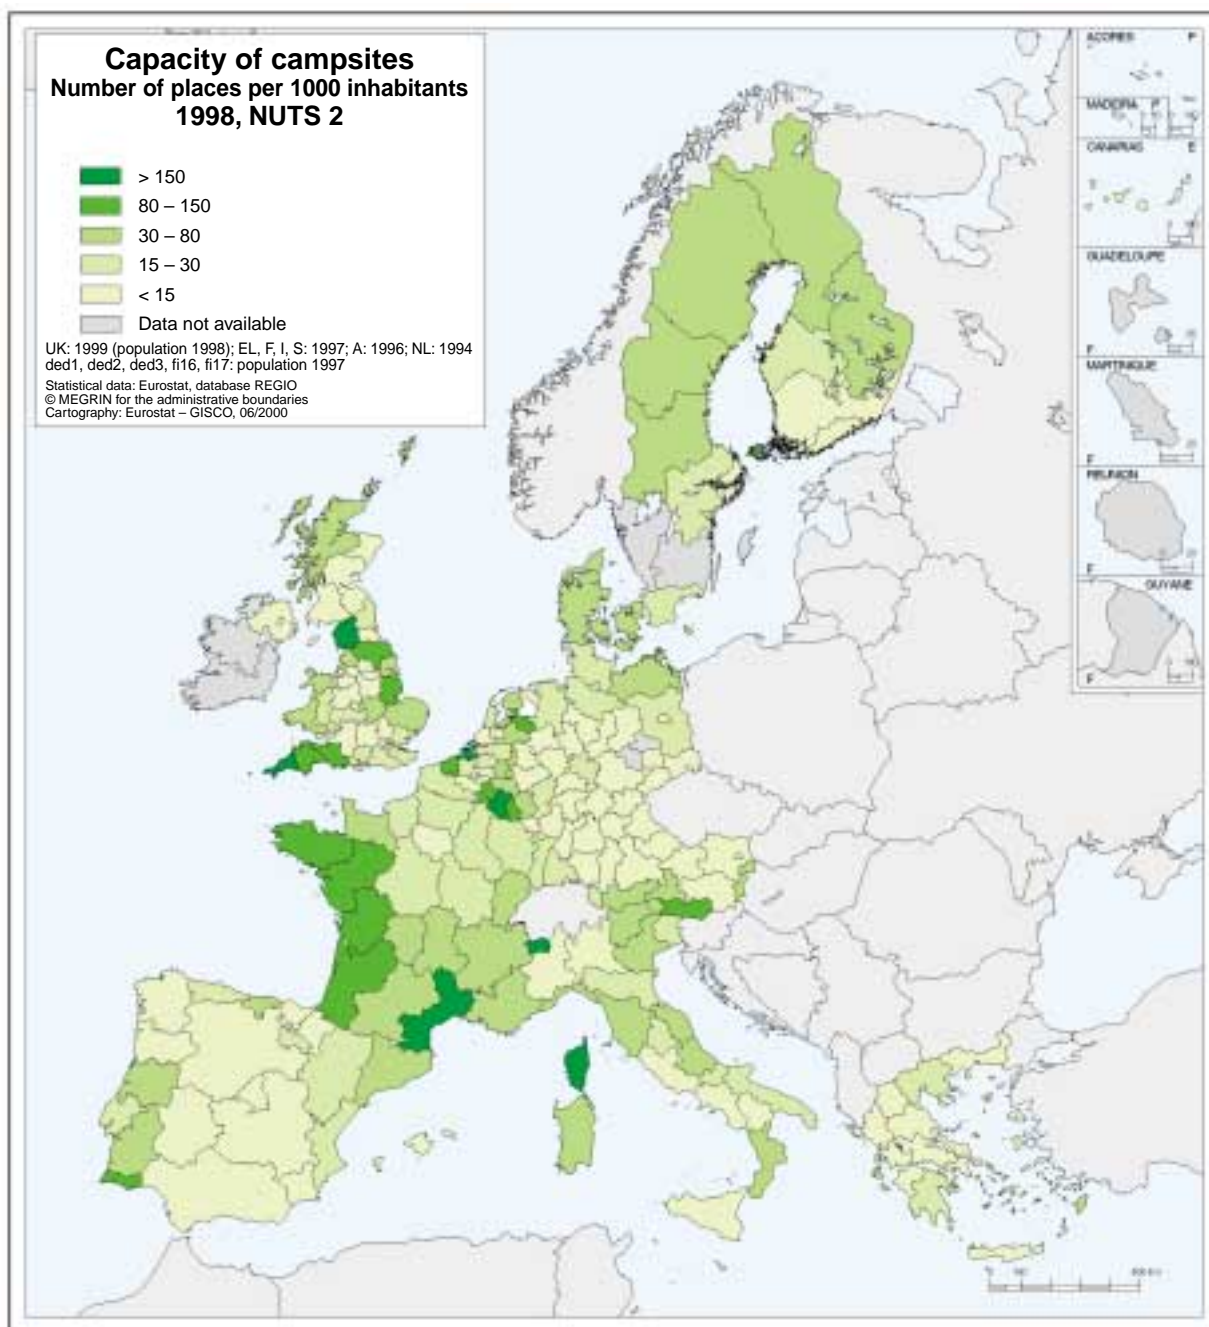 Capacity of campsites
Number of places per 1000 inhabitants
1998, NUTS 2
> 150
80 – 150
30 – 80
15 – 30
< 15
Data not available
UK: 1999 (population 1998); EL, F, I, S: 1997; A: 1996; NL: 1994
ded1, ded2, ded3, fi16, fi17: population 1997
Statistical data: Eurostat, database REGIO
© MEGRIN for the administrative boundaries
Cartography: Eurostat – GISCO, 06/2000
AÇORES P
MADEIRA P
CANARIAS E
GUADELOUPE
F
MARTINIQUE
F
REUNION
F
GUYANE
F